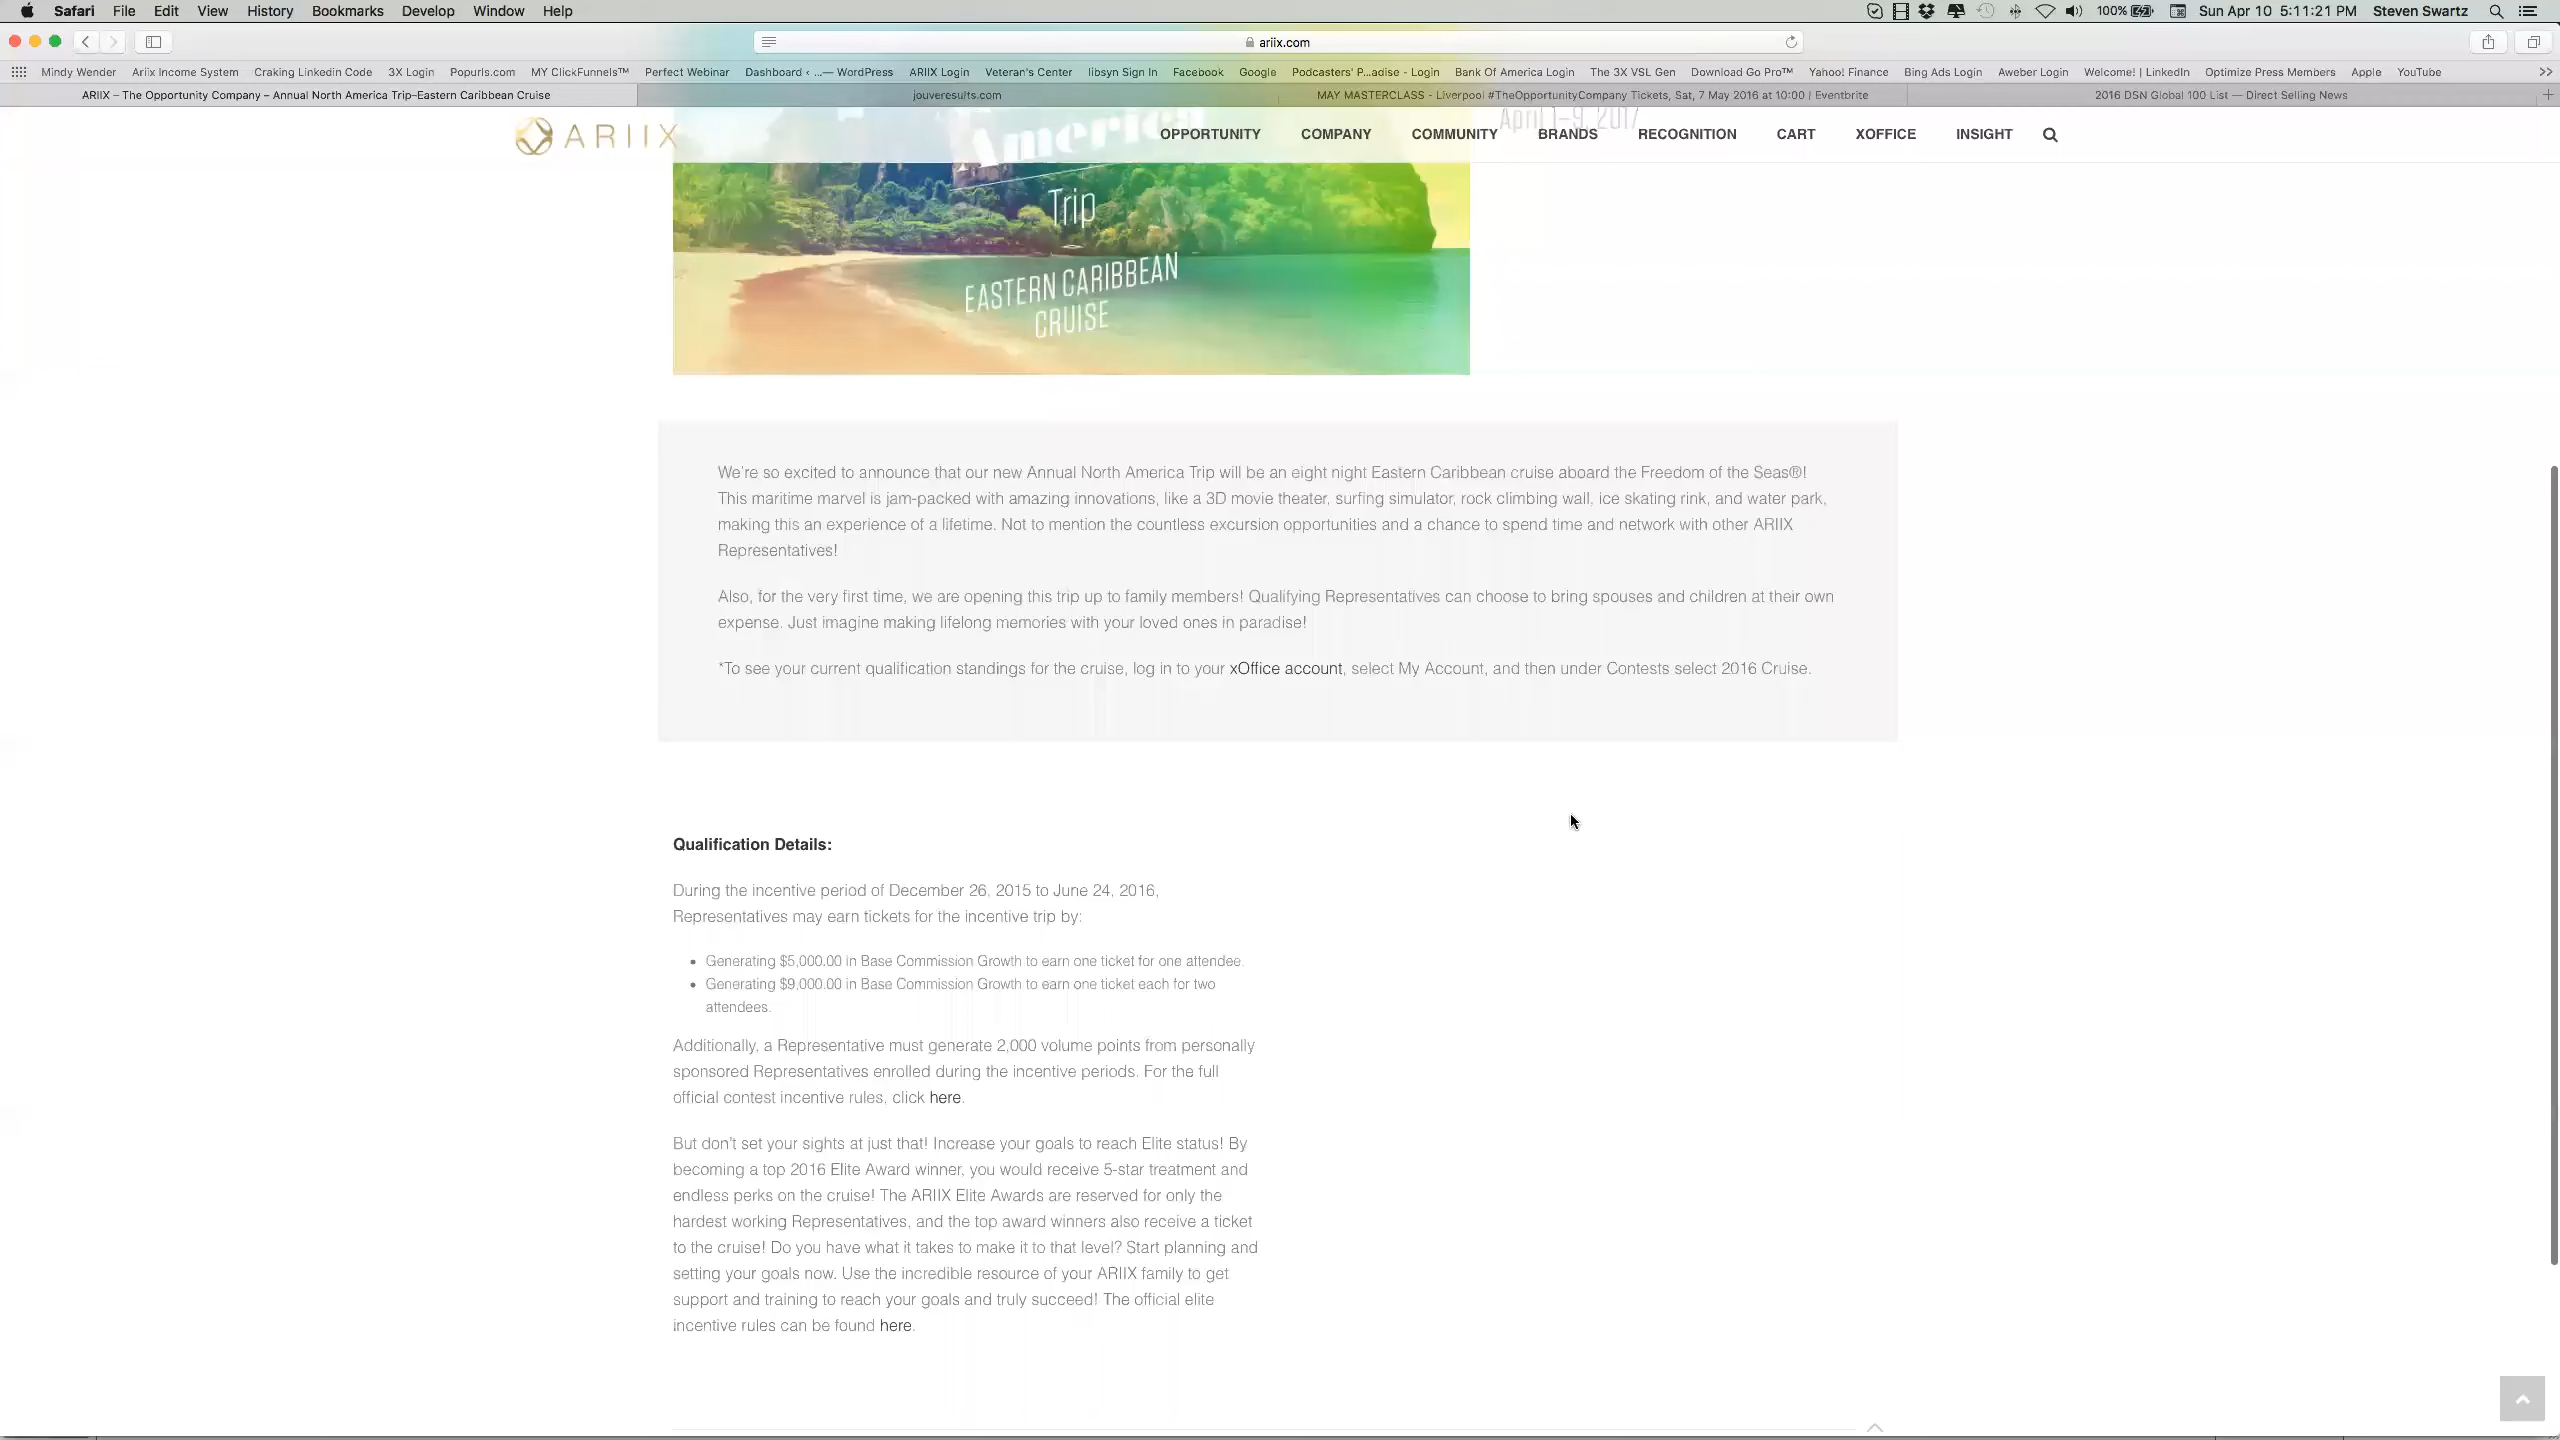 Safari File Edit View History Bookmarks Develop Window Help 100% Sun Apr 10 5:11:21 PM Steven Swartz
ariix.com
Mindy Wender Ariix Income System Craking Linkedin Code 3X Login Popurls.com MY ClickFunnels™ Perfect Webinar Dashboard ‹ ...— WordPress ARIIX Login Veteran's Center libsyn Sign In Facebook Google Podcasters' P...adise - Login Bank Of America Login The 3X VSL Gen Download Go Pro™ Yahoo! Finance Bing Ads Login Aweber Login Welcome! | LinkedIn Optimize Press Members Apple YouTube >>
ARIIX – The Opportunity Company – Annual North America Trip–Eastern Caribbean Cruise jouveresults.com MAY MASTERCLASS - Liverpool #TheOpportunityCompany Tickets, Sat, 7 May 2016 at 10:00 | Eventbrite 2016 DSN Global 100 List — Direct Selling News
April 1-9, 2017
ARIIX OPPORTUNITY COMPANY COMMUNITY BRANDS RECOGNITION CART XOFFICE INSIGHT
America
Trip
EASTERN CARIBBEAN
CRUISE
We're so excited to announce that our new Annual North America Trip will be an eight night Eastern Caribbean cruise aboard the Freedom of the Seas®!
This maritime marvel is jam-packed with amazing innovations, like a 3D movie theater, surfing simulator, rock climbing wall, ice skating rink, and water park,
making this an experience of a lifetime. Not to mention the countless excursion opportunities and a chance to spend time and network with other ARIIX
Representatives!
Also, for the very first time, we are opening this trip up to family members! Qualifying Representatives can choose to bring spouses and children at their own
expense. Just imagine making lifelong memories with your loved ones in paradise!
*To see your current qualification standings for the cruise, log in to your xOffice account, select My Account, and then under Contests select 2016 Cruise.
Qualification Details:
During the incentive period of December 26, 2015 to June 24, 2016,
Representatives may earn tickets for the incentive trip by:
• Generating $5,000.00 in Base Commission Growth to earn one ticket for one attendee.
• Generating $9,000.00 in Base Commission Growth to earn one ticket each for two
attendees.
Additionally, a Representative must generate 2,000 volume points from personally
sponsored Representatives enrolled during the incentive periods. For the full
official contest incentive rules, click here.
But don't set your sights at just that! Increase your goals to reach Elite status! By
becoming a top 2016 Elite Award winner, you would receive 5-star treatment and
endless perks on the cruise! The ARIIX Elite Awards are reserved for only the
hardest working Representatives, and the top award winners also receive a ticket
to the cruise! Do you have what it takes to make it to that level? Start planning and
setting your goals now. Use the incredible resource of your ARIIX family to get
support and training to reach your goals and truly succeed! The official elite
incentive rules can be found here.